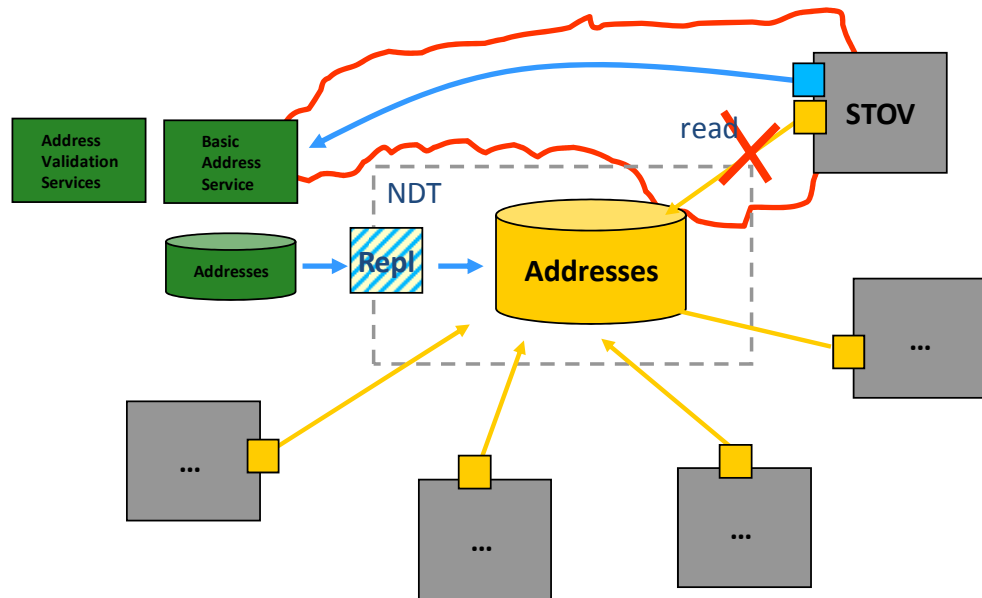 STOV
read
Address
Validation
Services
Basic
Address
Service
NDT
Addresses
Repl
Addresses
...
...
...
...